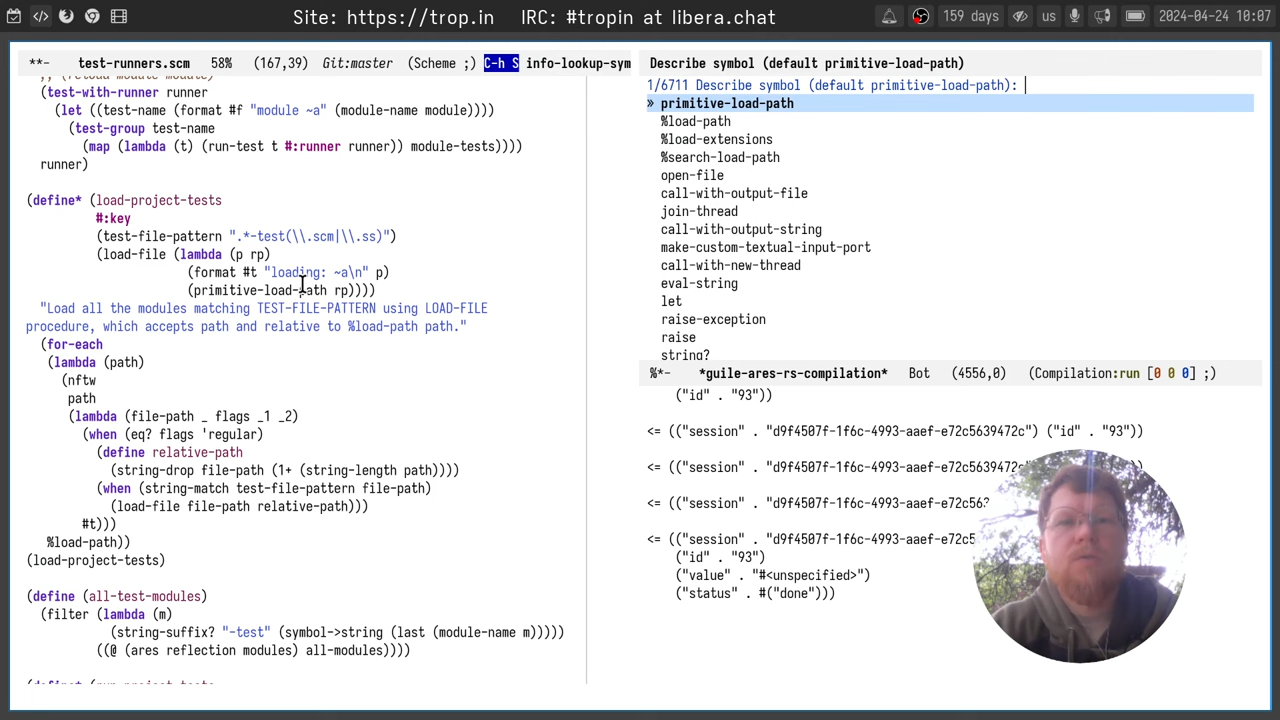 Site: https://trop.in IRC: #tropin at libera.chat
159 days us 2024-04-24 10:07
**- test-runners.scm 58% (167,39) Git:master (Scheme ;) C-h S info-lookup-sym
(test-with-runner runner
(let ((test-name (format #f "module ~a" (module-name module))))
(test-group test-name
(map (lambda (t) (run-test t #:runner runner)) module-tests))))
runner)
(define* (load-project-tests
#:key
(test-file-pattern ".*-test(\\.scm|\\.ss)")
(load-file (lambda (p rp)
(format #t "loading: ~a\n" p)
(primitive-load-path rp))))
"Load all the modules matching TEST-FILE-PATTERN using LOAD-FILE
procedure, which accepts path and relative to %load-path path."
(for-each
(lambda (path)
(nftw
path
(lambda (file-path _ flags _1 _2)
(when (eq? flags 'regular)
(define relative-path
(string-drop file-path (1+ (string-length path))))
(when (string-match test-file-pattern file-path)
(load-file file-path relative-path)))
#t)))
%load-path))
(load-project-tests)
(define (all-test-modules)
(filter (lambda (m)
(string-suffix? "-test" (symbol->string (last (module-name m)))))
((@ (ares reflection modules) all-modules))))
Describe symbol (default primitive-load-path)
1/6711 Describe symbol (default primitive-load-path):
» primitive-load-path
%load-path
%load-extensions
%search-load-path
open-file
call-with-output-file
join-thread
call-with-output-string
make-custom-textual-input-port
call-with-new-thread
eval-string
let
raise-exception
raise
string?
%*- *guile-ares-rs-compilation* Bot (4556,0) (Compilation:run [0 0 0] ;)
("id" . "93"))
<= (("session" . "d9f4507f-1f6c-4993-aaef-e72c5639472c") ("id" . "93"))
<= (("session" . "d9f4507f-1f6c-4993-aaef-e72c5639472c"
<= (("session" . "d9f4507f-1f6c-4993-aaef-e72c563
<= (("session" . "d9f4507f-1f6c-4993-aaef-e72c5
("id" . "93")
("value" . "#<unspecified>")
("status" . #("done")))